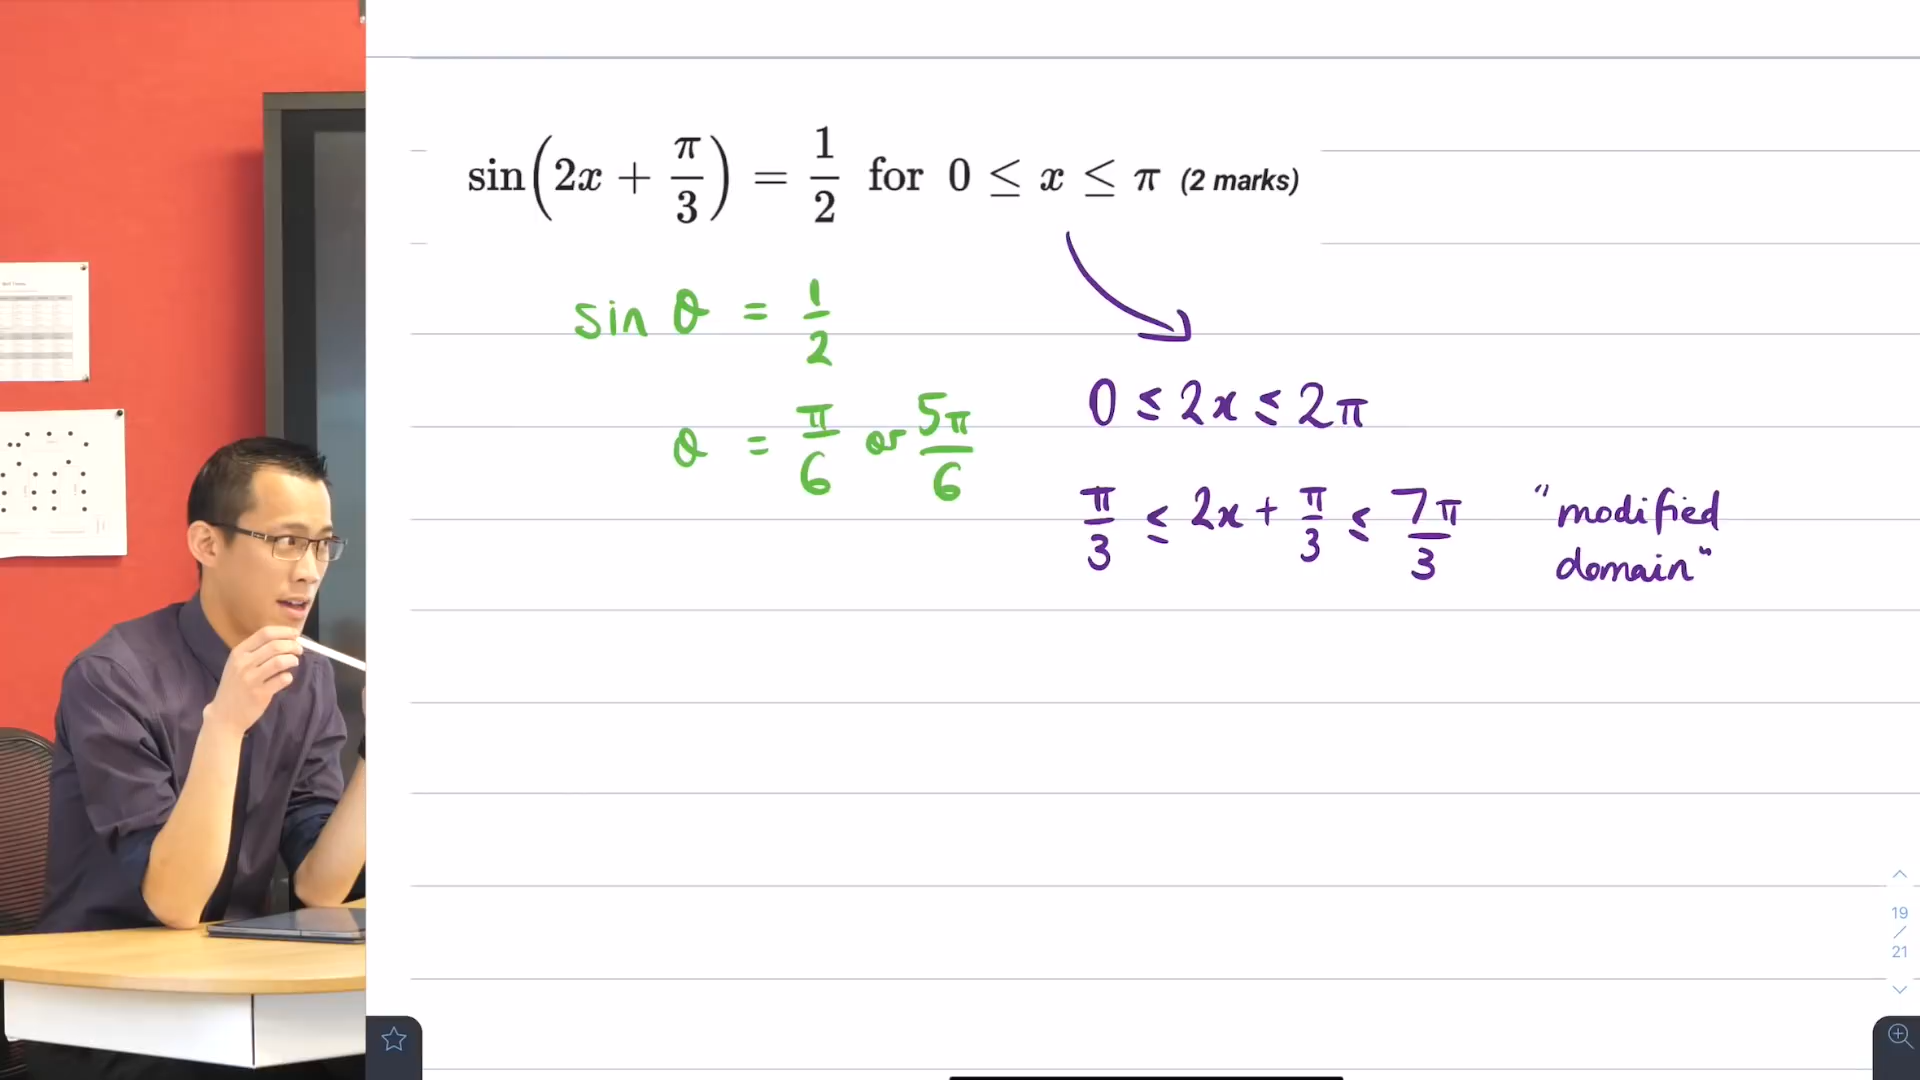 sin(2x + π/3) = 1/2 for 0 ≤ x ≤ π (2 marks)
sin θ = 1/2
θ = π/6 or 5π/6
0 ≤ 2x ≤ 2π
π/3 ≤ 2x + π/3 ≤ 7π/3
"modified
domain"
19
/
21